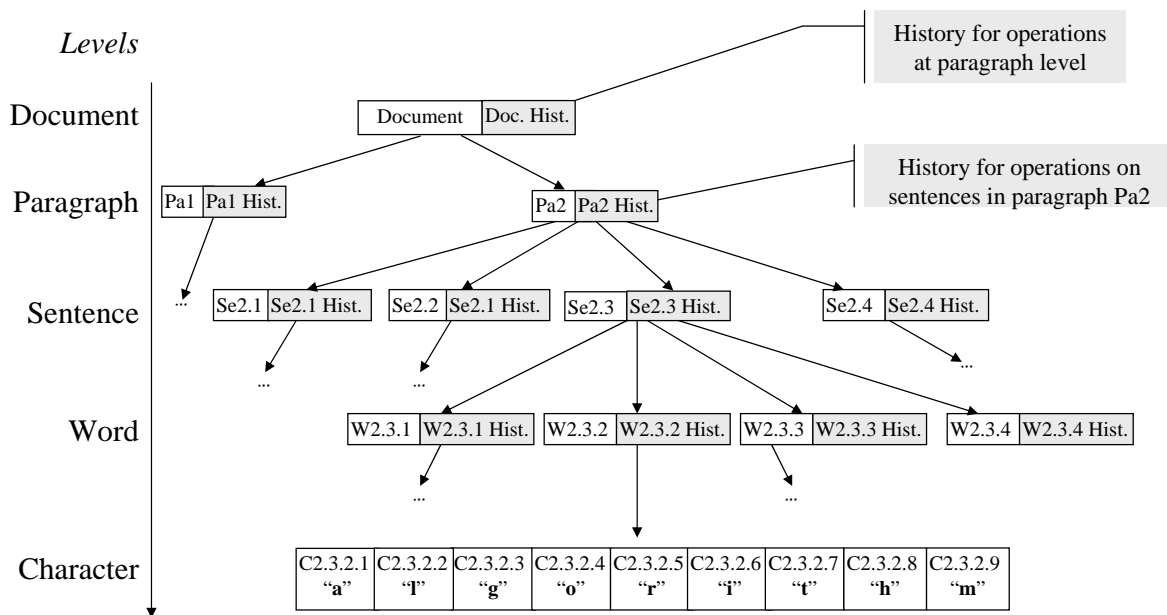 Levels
History for operations
at paragraph level
Document
Document Doc. Hist.
History for operations on
sentences in paragraph Pa2
Paragraph
Pa1 Pa1 Hist.
Pa2 Pa2 Hist.
...
Sentence
Se2.1 Se2.1 Hist.
Se2.2 Se2.1 Hist.
Se2.3 Se2.3 Hist.
Se2.4 Se2.4 Hist.
...
...
...
Word
W2.3.1 W2.3.1 Hist.
W2.3.2 W2.3.2 Hist.
W2.3.3 W2.3.3 Hist.
W2.3.4 W2.3.4 Hist.
...
...
Character
C2.3.2.1 C2.3.2.2 C2.3.2.3 C2.3.2.4 C2.3.2.5 C2.3.2.6 C2.3.2.7 C2.3.2.8 C2.3.2.9
“a” “l” “g” “o” “r” “i” “t” “h” “m”